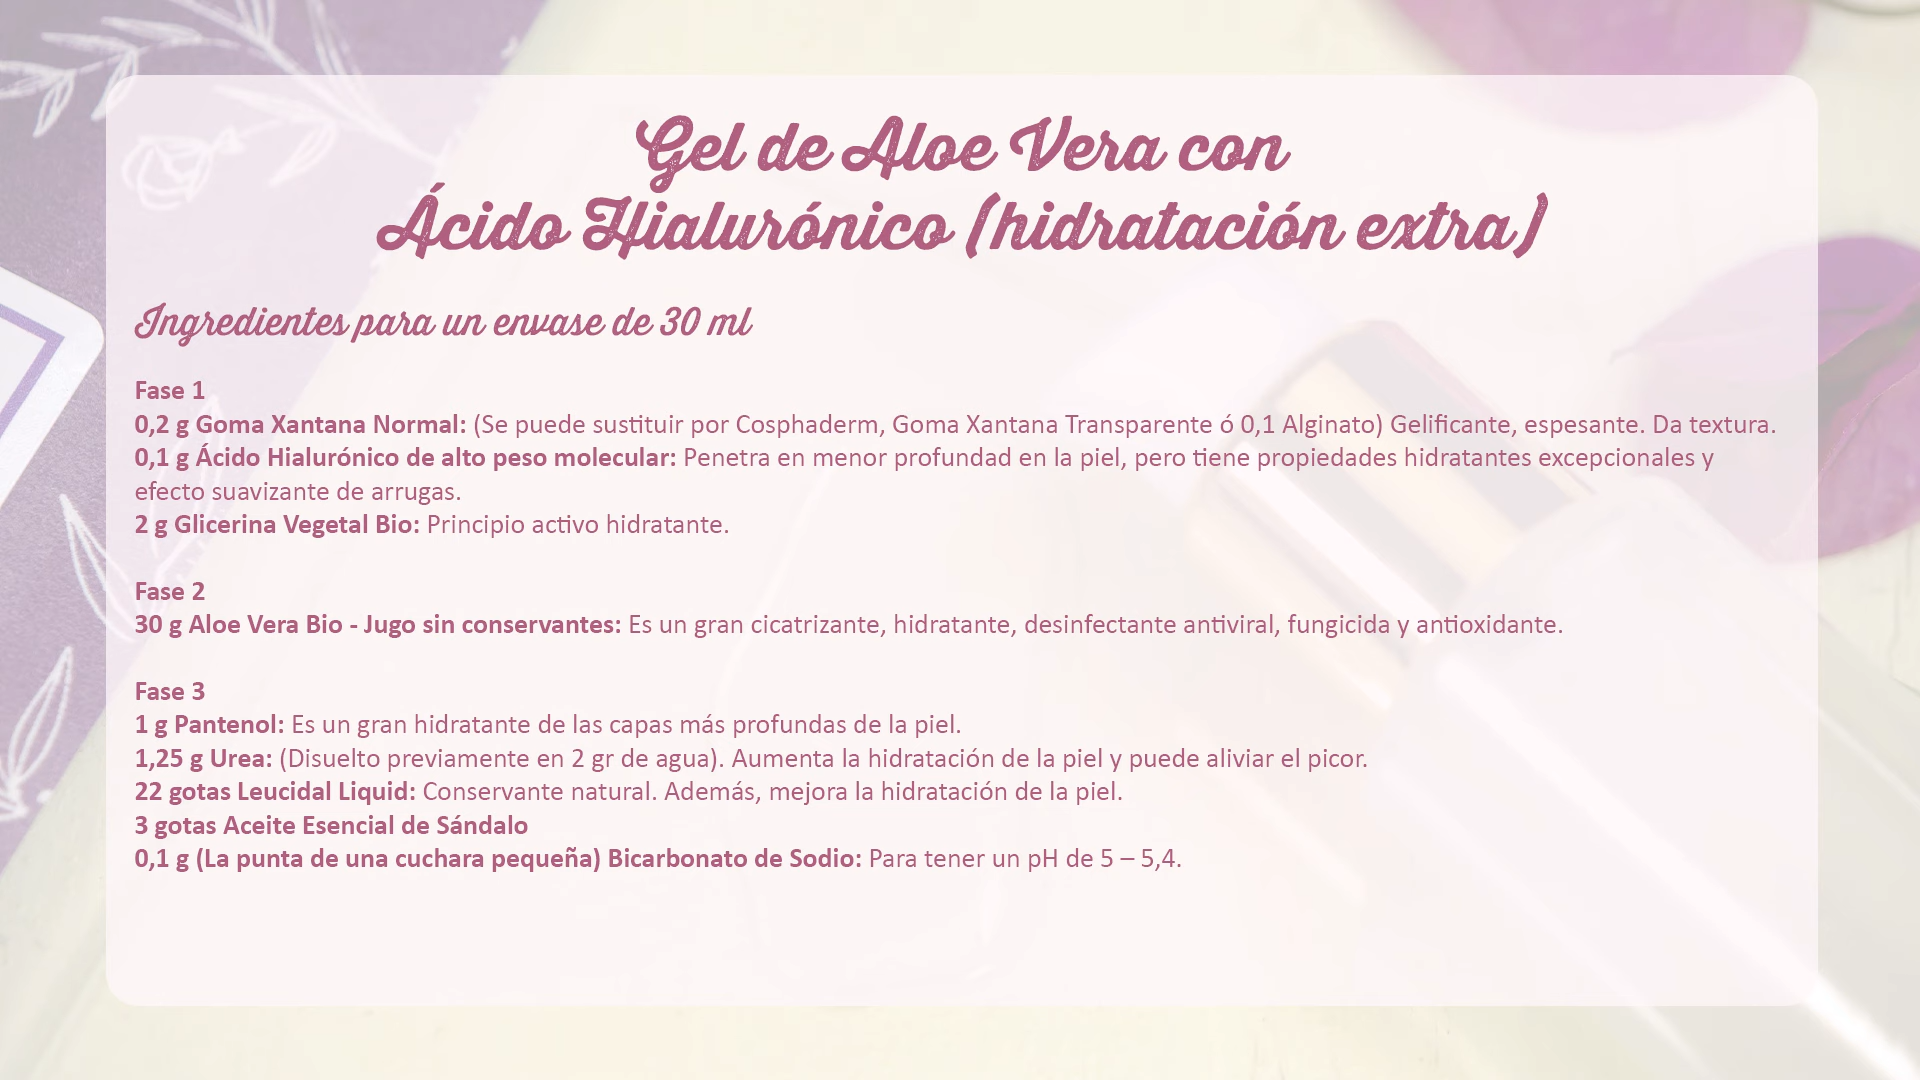 Gel de Aloe Vera con
Ácido Hialurónico (hidratación extra)
Ingredientes para un envase de 30 ml
Fase 1
0,2 g Goma Xantana Normal: (Se puede sustituir por Cosphaderm, Goma Xantana Transparente ó 0,1 Alginato) Gelificante, espesante. Da textura.
0,1 g Ácido Hialurónico de alto peso molecular: Penetra en menor profundad en la piel, pero tiene propiedades hidratantes excepcionales y
efecto suavizante de arrugas.
2 g Glicerina Vegetal Bio: Principio activo hidratante.
Fase 2
30 g Aloe Vera Bio - Jugo sin conservantes: Es un gran cicatrizante, hidratante, desinfectante antiviral, fungicida y antioxidante.
Fase 3
1 g Pantenol: Es un gran hidratante de las capas más profundas de la piel.
1,25 g Urea: (Disuelto previamente en 2 gr de agua). Aumenta la hidratación de la piel y puede aliviar el picor.
22 gotas Leucidal Liquid: Conservante natural. Además, mejora la hidratación de la piel.
3 gotas Aceite Esencial de Sándalo
0,1 g (La punta de una cuchara pequeña) Bicarbonato de Sodio: Para tener un pH de 5 – 5,4.